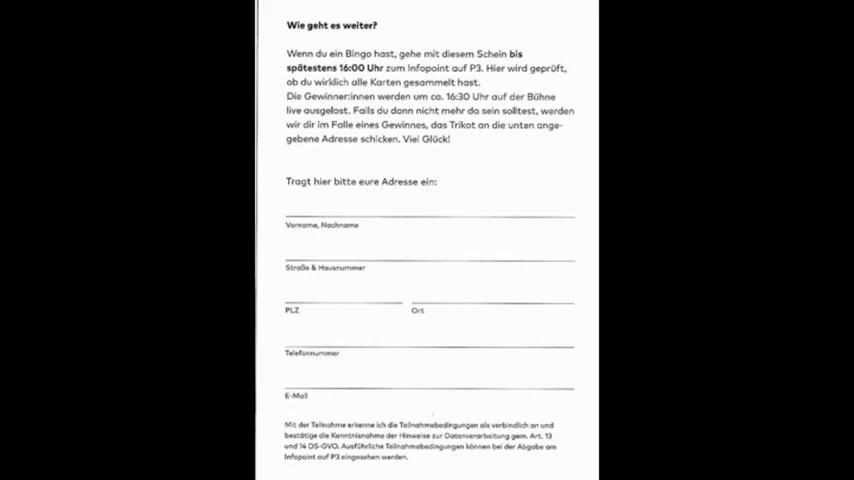 Wie geht es weiter?
Wenn du ein Bingo hast, gehe mit diesem Schein bis
spätestens 16:00 Uhr zum Infopoint auf P3. Hier wird geprüft,
ob du wirklich alle Karten gesammelt hast.
Die Gewinner:innen werden um ca. 16:30 Uhr auf der Bühne
live ausgelost. Falls du dann nicht mehr da sein solltest, werden
wir dir im Falle eines Gewinnes, das Trikot an die unten ange-
gebene Adresse schicken. Viel Glück!
Tragt hier bitte eure Adresse ein:
Vorname, Nachname
Straße & Hausnummer
PLZ Ort
Telefonnummer
E-Mail
Mit der Teilnahme erkenne ich die Teilnahmebedingungen als verbindlich an und
bestätige die Kenntnisnahme der Hinweise zur Datenverarbeitung gem. Art. 13
und 14 DS-GVO. Ausführliche Teilnahmebedingungen können bei der Abgabe am
Infopoint auf P3 eingesehen werden.